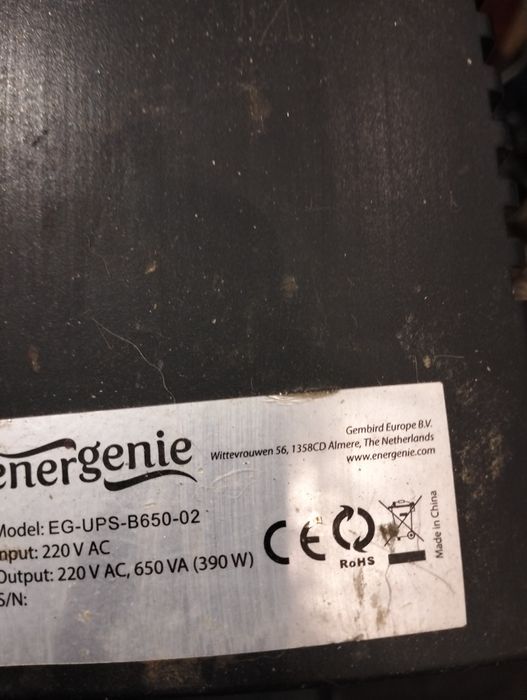 energenie
Gembird Europe B.V.
Wittevrouwen 56, 1358CD Almere, The Netherlands
www.energenie.com
Model: EG-UPS-B650-02
nput: 220 V AC
Output: 220 V AC, 650 VA (390 W)
S/N:
CE
RoHS
Made in China